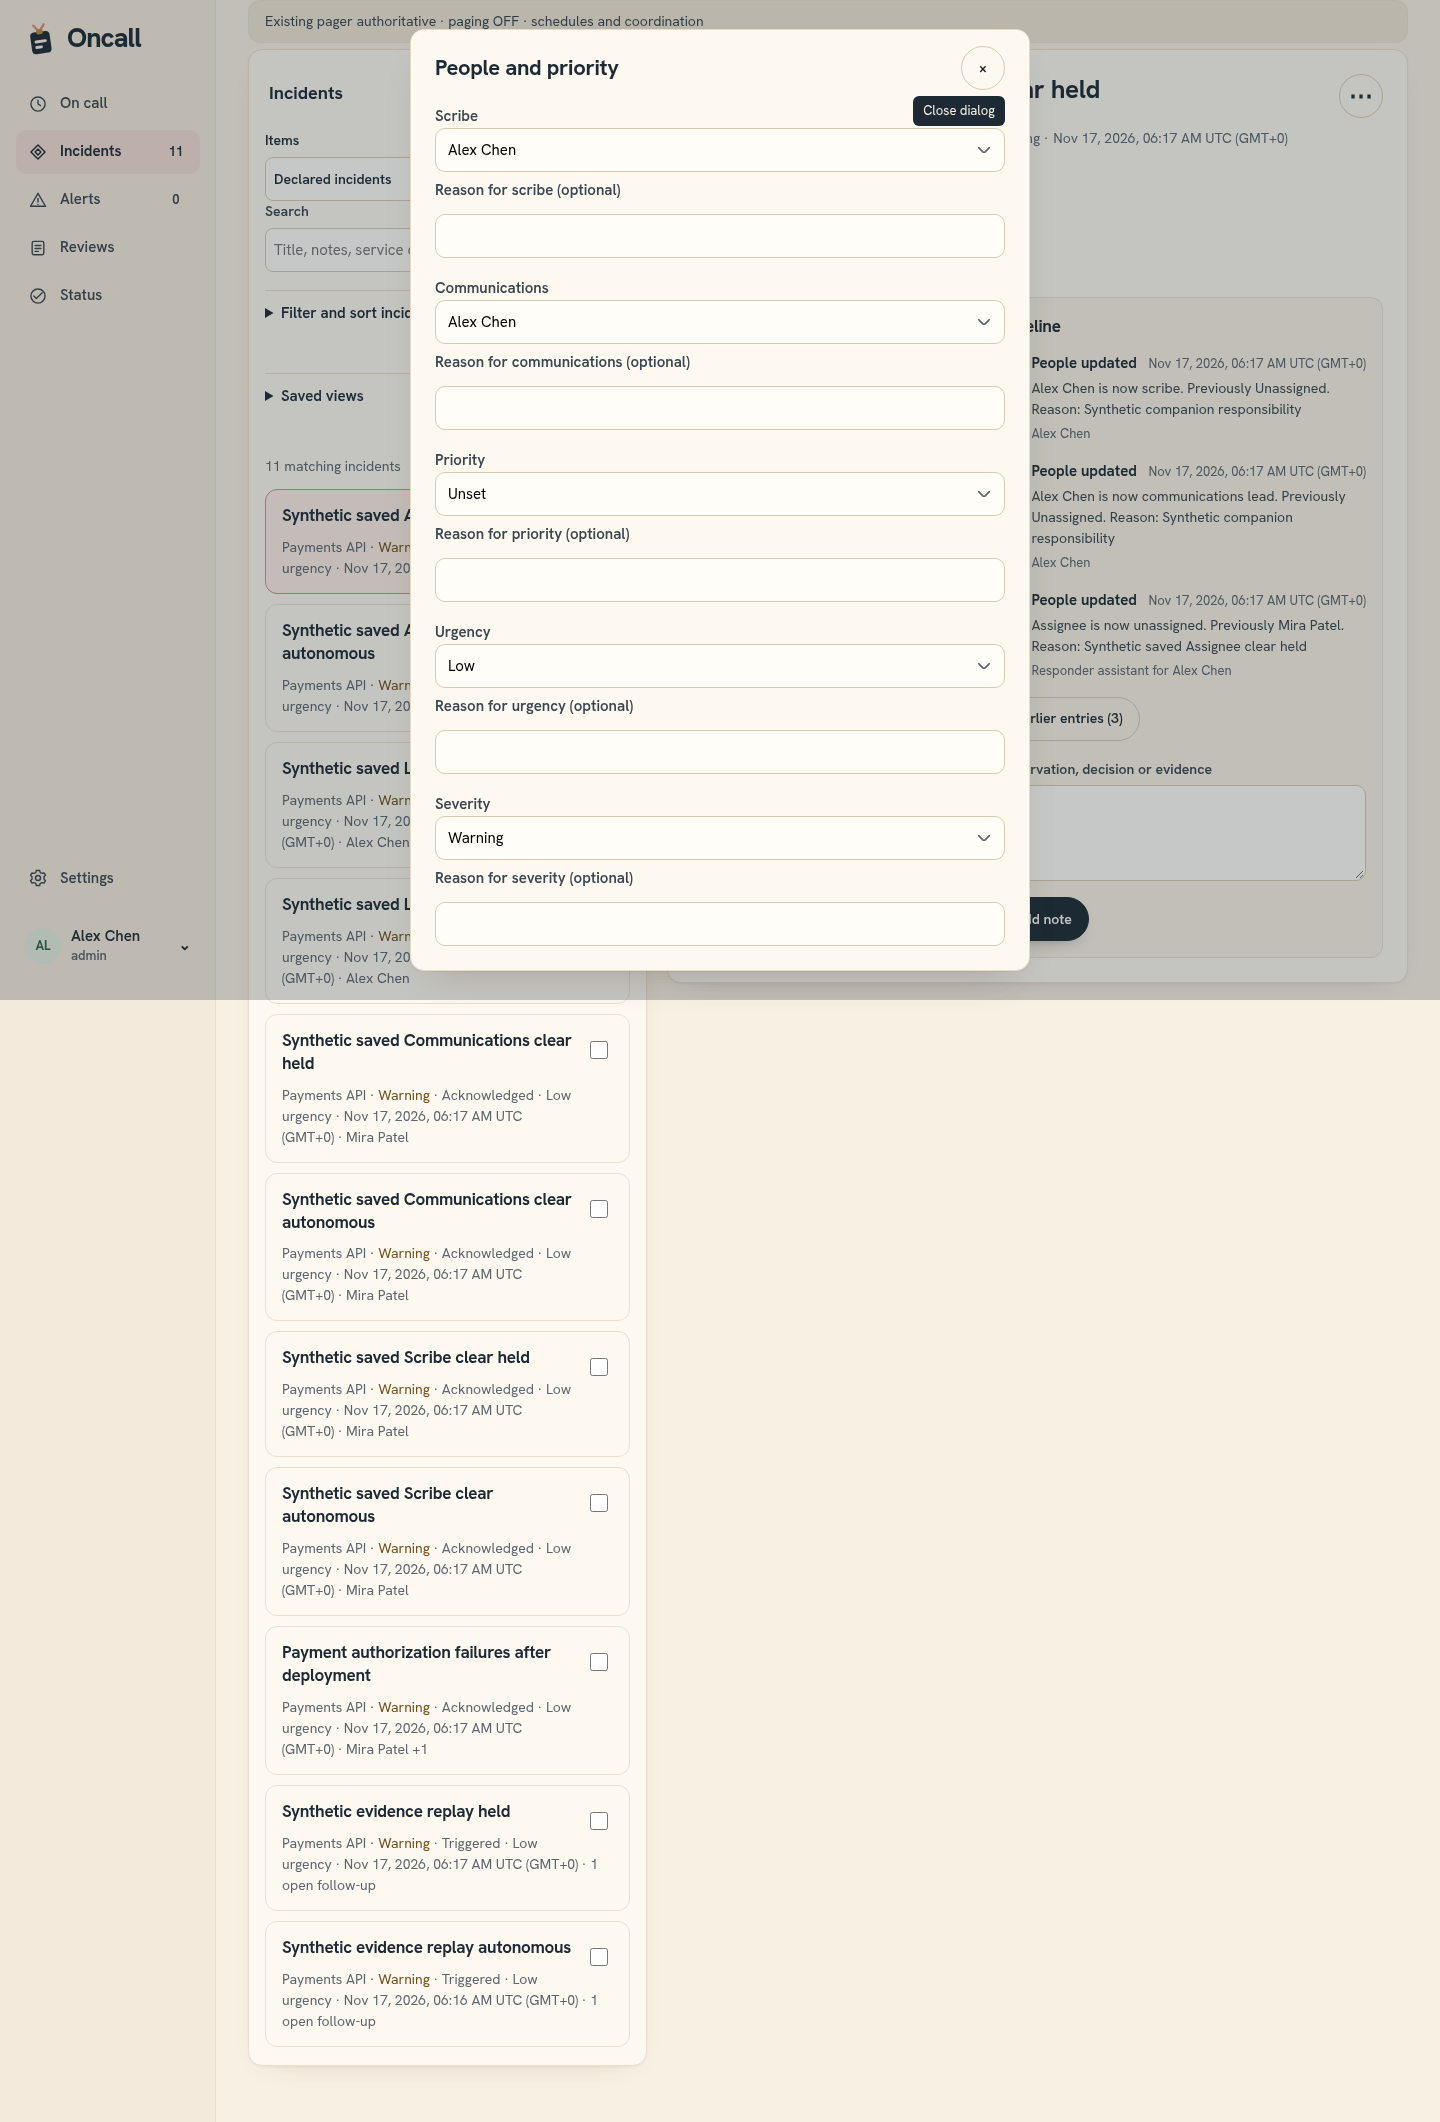 Oncall
On call
Incidents 11
Alerts 0
Reviews
Status
Settings
AL
Alex Chen
admin
Existing pager authoritative · paging OFF · schedules and coordination
Incidents
Items
Declared incidents
Search
Title, notes, service
Filter and sort
Saved views
11 matching incidents
Synthetic saved
Payments API ·
urgency · Nov 17, 20
Synthetic saved
autonomous
Payments API ·
urgency · Nov 17, 20
Synthetic saved
Payments API ·
urgency · Nov 17, 20
(GMT+0) · Alex Chen
Synthetic saved
Payments API ·
urgency · Nov 17, 20
(GMT+0) · Alex Chen
Synthetic saved Communications clear
held
Payments API · Warning · Acknowledged · Low
urgency · Nov 17, 2026, 06:17 AM UTC
(GMT+0) · Mira Patel
Synthetic saved Communications clear
autonomous
Payments API · Warning · Acknowledged · Low
urgency · Nov 17, 2026, 06:17 AM UTC
(GMT+0) · Mira Patel
Synthetic saved Scribe clear held
Payments API · Warning · Acknowledged · Low
urgency · Nov 17, 2026, 06:17 AM UTC
(GMT+0) · Mira Patel
Synthetic saved Scribe clear
autonomous
Payments API · Warning · Acknowledged · Low
urgency · Nov 17, 2026, 06:17 AM UTC
(GMT+0) · Mira Patel
Payment authorization failures after
deployment
Payments API · Warning · Acknowledged · Low
urgency · Nov 17, 2026, 06:17 AM UTC
(GMT+0) · Mira Patel +1
Synthetic evidence replay held
Payments API · Warning · Triggered · Low
urgency · Nov 17, 2026, 06:17 AM UTC (GMT+0) · 1
open follow-up
Synthetic evidence replay autonomous
Payments API · Warning · Triggered · Low
urgency · Nov 17, 2026, 06:16 AM UTC (GMT+0) · 1
open follow-up
People and priority
×
Close dialog
Scribe
Alex Chen
Reason for scribe (optional)
Communications
Alex Chen
Reason for communications (optional)
Priority
Unset
Reason for priority (optional)
Urgency
Low
Reason for urgency (optional)
Severity
Warning
Reason for severity (optional)
held
· Nov 17, 2026, 06:17 AM UTC (GMT+0)
People updated Nov 17, 2026, 06:17 AM UTC (GMT+0)
Alex Chen is now scribe. Previously Unassigned.
Reason: Synthetic companion responsibility
Alex Chen
People updated Nov 17, 2026, 06:17 AM UTC (GMT+0)
Alex Chen is now communications lead. Previously
Unassigned. Reason: Synthetic companion
responsibility
Alex Chen
People updated Nov 17, 2026, 06:17 AM UTC (GMT+0)
Assignee is now unassigned. Previously Mira Patel.
Reason: Synthetic saved Assignee clear held
Responder assistant for Alex Chen
entries (3)
decision or evidence
note